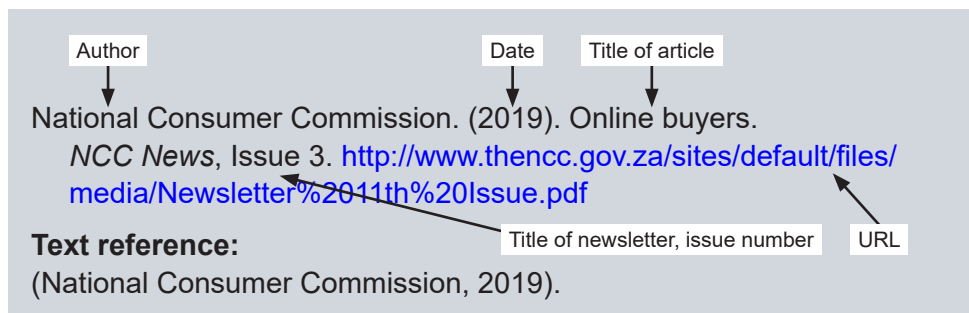 Author Date Title of article
National Consumer Commission. (2019). Online buyers.
NCC News, Issue 3. http://www.thencc.gov.za/sites/default/files/
media/Newsletter%2011th%20Issue.pdf
Text reference:
Title of newsletter, issue number URL
(National Consumer Commission, 2019).